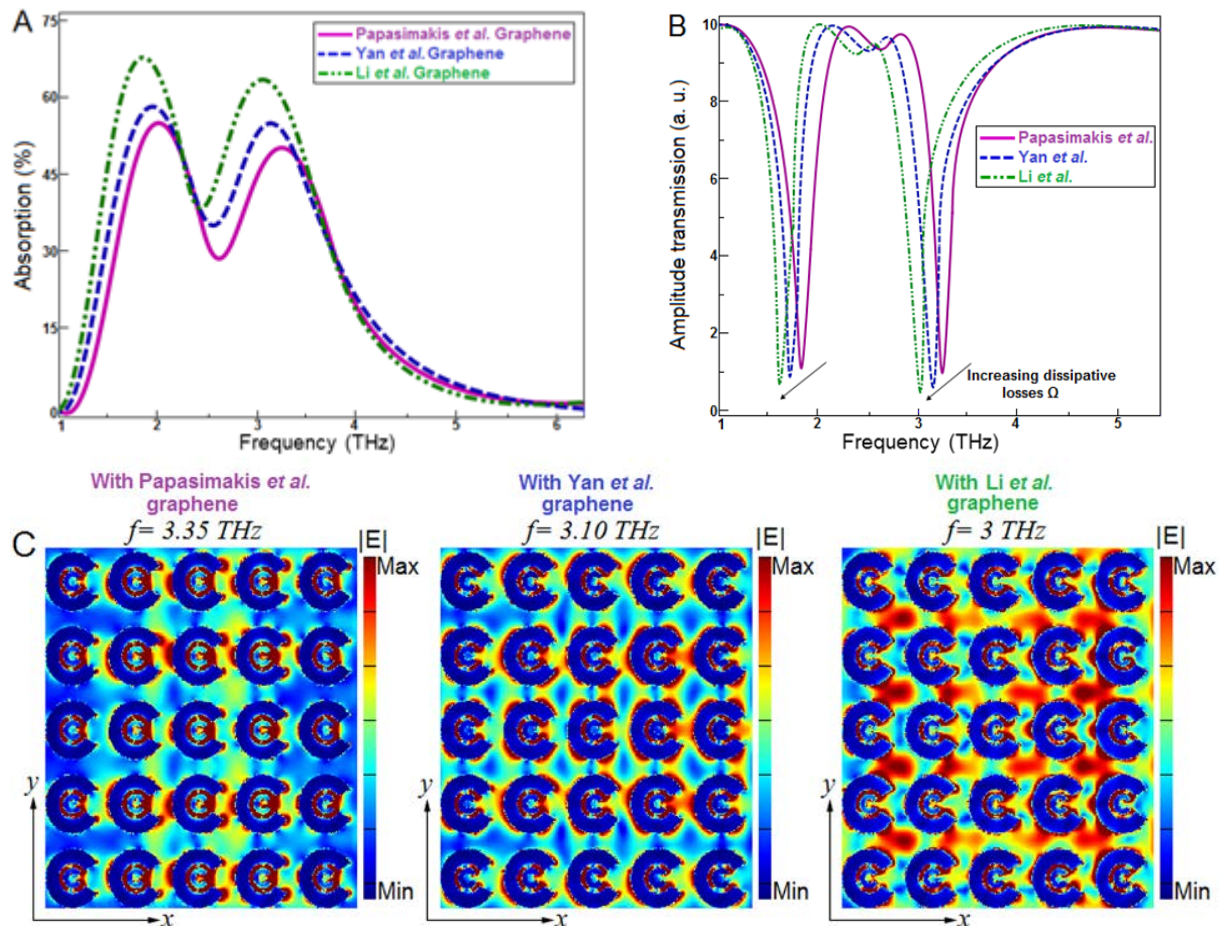 A
75
60
45
30
15
0
Absorption (%)
Papasimakis et al. Graphene
Yan et al. Graphene
Li et al. Graphene
1
2
3
4
5
6
Frequency (THz)
B
10
8
6
4
2
0
Amplitude transmission (a. u.)
Papasimakis et al.
Yan et al.
Li et al.
Increasing dissipative
losses Ω
1
2
3
4
5
Frequency (THz)
C
With Papasimakis et al.
graphene
f= 3.35 THz
|E|
Max
Min
y
x
With Yan et al.
graphene
f= 3.10 THz
|E|
Max
Min
y
x
With Li et al.
graphene
f= 3 THz
|E|
Max
Min
y
x